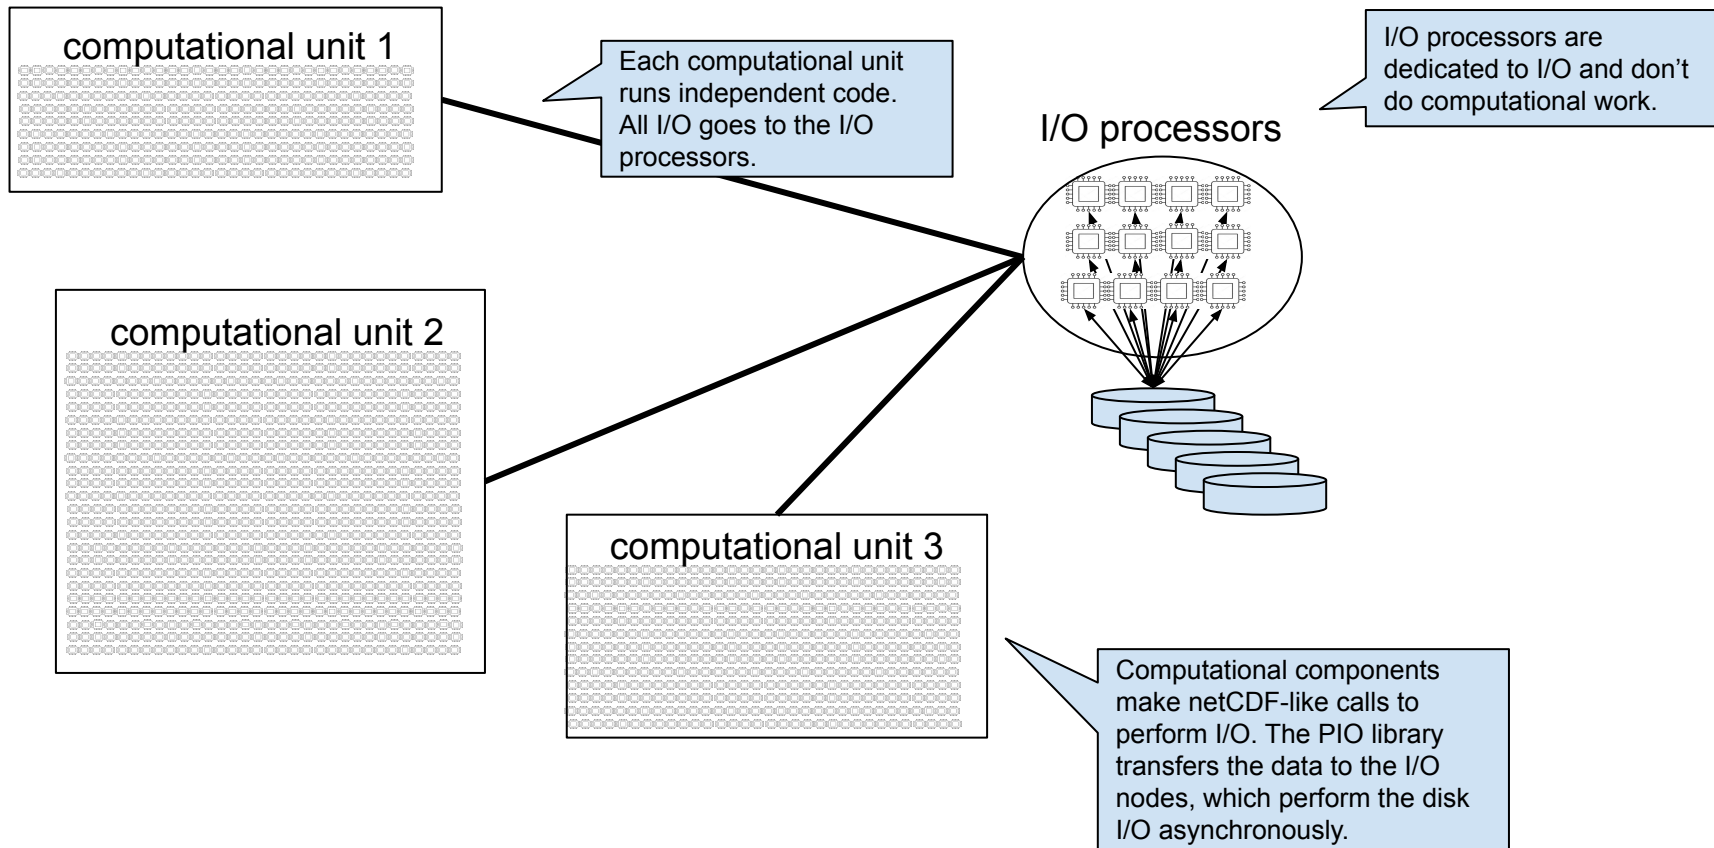 computational unit 1
Each computational unit
runs independent code.
All I/O goes to the I/O
processors.
I/O processors are
dedicated to I/O and don’t
do computational work.
I/O processors
computational unit 2
computational unit 3
Computational components
make netCDF-like calls to
perform I/O. The PIO library
transfers the data to the I/O
nodes, which perform the disk
I/O asynchronously.